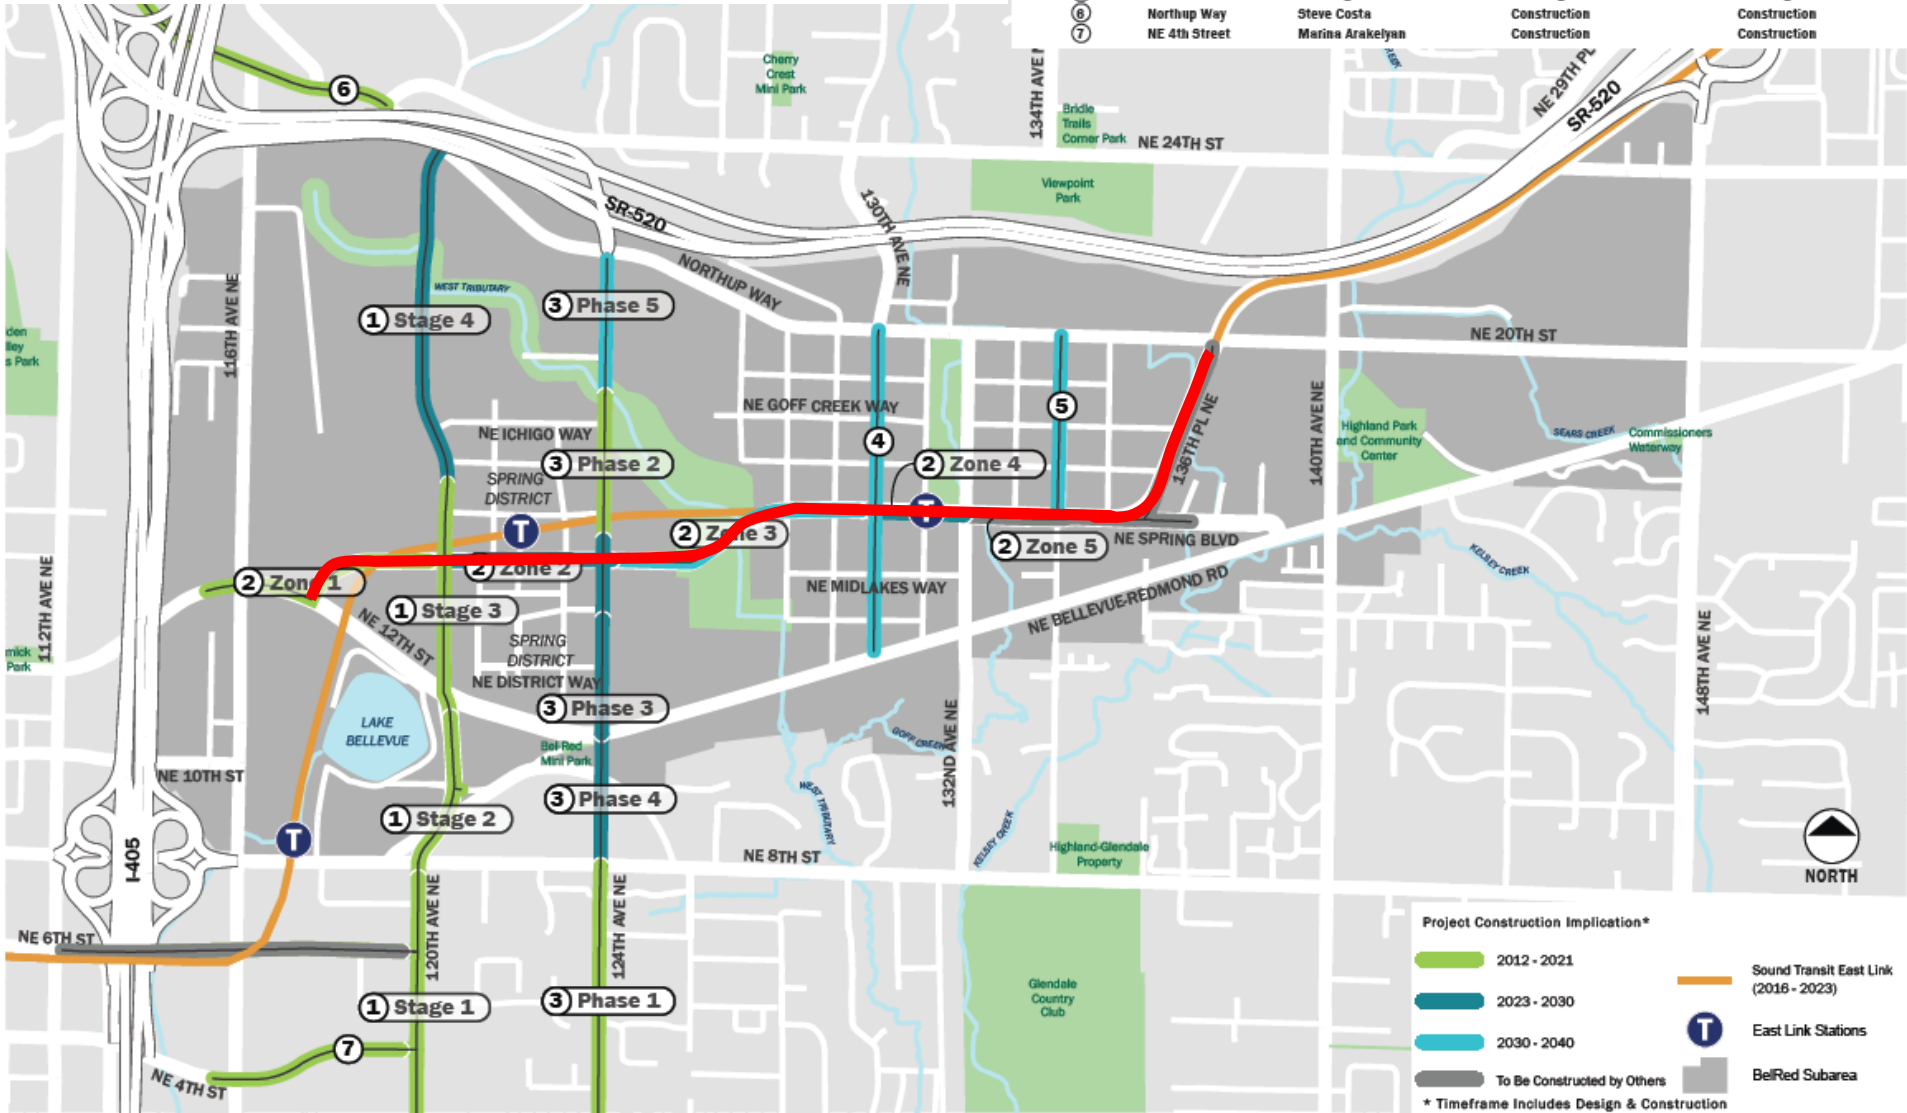 6 Northup Way Steve Costa Construction Construction
7 NE 4th Street Marina Arakelyan Construction Construction
6
Cherry
Crest
Mini Park
134TH AVE N
Bridle
Trails
Corner Park
NE 24TH ST
NE 29TH PL
SR-520
Viewpoint
Park
130TH AVE NE
SR-520
NORTHUP WAY
WEST TRIBUTARY
116TH AVE NE
1 Stage 4
3 Phase 5
NE 20TH ST
s Park
NE GOFF CREEK WAY
5
4
136TH PL NE
140TH AVE NE
Highland Park
and Community
Center
SEARS CREEK
Commissioners
Waterway
NE ICHIGO WAY
3 Phase 2
2 Zone 4
SPRING
DISTRICT
T
T
2 Zone 3
2 Zone 5
NE SPRING BLVD
2 Zone 2
2 Zone 1
KELSEY CREEK
NE MIDLAKES WAY
NE BELLEVUE-REDMOND RD
112TH AVE NE
1 Stage 3
NE 12TH ST
SPRING
DISTRICT
NE DISTRICT WAY
148TH AVE NE
mick
Park
3 Phase 3
LAKE
BELLEVUE
Bel-Red
Mini Park
GOFF CREEK
132ND AVE NE
NE 10TH ST
3 Phase 4
WEST TRIBUTARY
1 Stage 2
T
I-405
NE 8TH ST
KELSEY CREEK
Highland-Glendale
Property
NORTH
120TH AVE NE
124TH AVE NE
NE 6TH ST
1 Stage 1
3 Phase 1
Glendale
Country
Club
7
NE 4TH ST
Project Construction Implication*
2012 - 2021
2023 - 2030
2030 - 2040
To Be Constructed by Others
Sound Transit East Link
(2016 - 2023)
T East Link Stations
BelRed Subarea
* Timeframe Includes Design & Construction